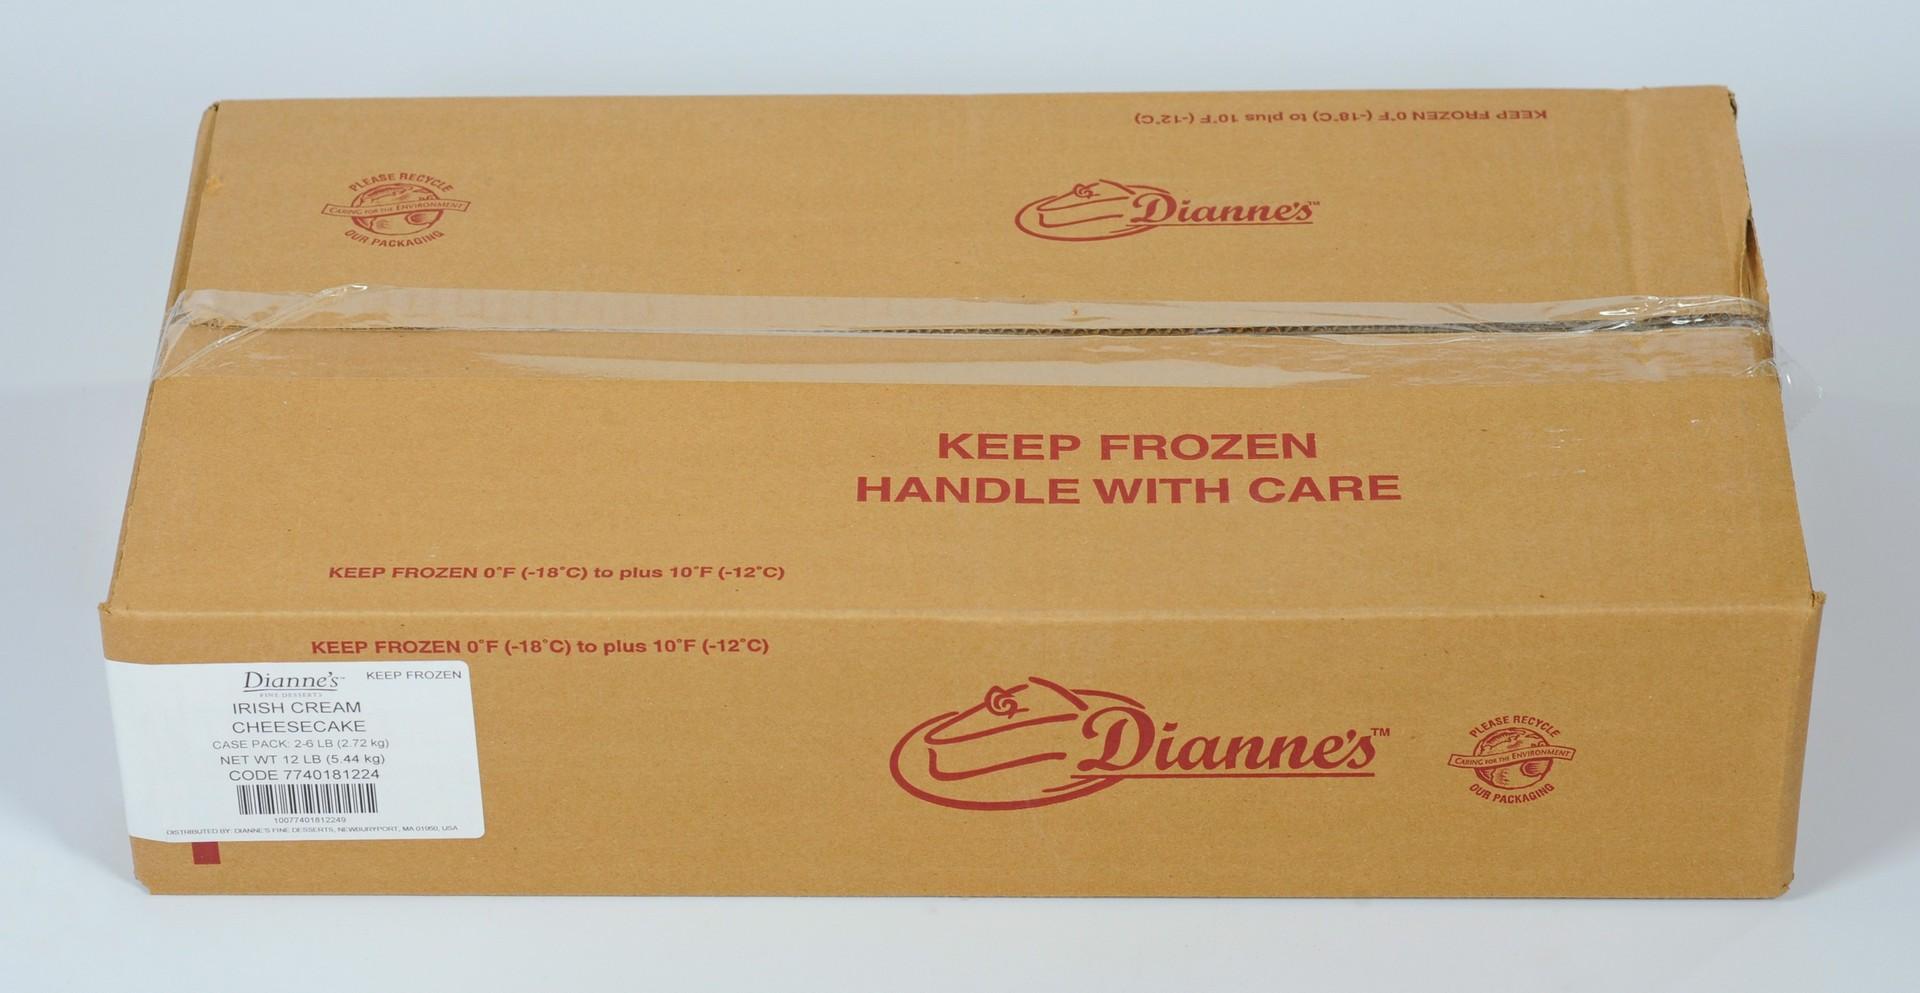 KEEP FROZEN 0°F (-18°C) to plus 10°F (-12°C)
PLEASE RECYCLE
CARING FOR THE ENVIRONMENT
OUR PACKAGING
Dianne's™
KEEP FROZEN
HANDLE WITH CARE
KEEP FROZEN 0°F (-18°C) to plus 10°F (-12°C)
KEEP FROZEN 0°F (-18°C) to plus 10°F (-12°C)
Dianne's™ KEEP FROZEN
FINE DESSERTS
IRISH CREAM
CHEESECAKE
CASE PACK: 2-6 LB (2.72 kg)
NET WT 12 LB (5.44 kg)
CODE 7740181224
10077401812249
DISTRIBUTED BY: DIANNE'S FINE DESSERTS, NEWBURYPORT, MA 01950, USA
Dianne's™
PLEASE RECYCLE
CARING FOR THE ENVIRONMENT
OUR PACKAGING